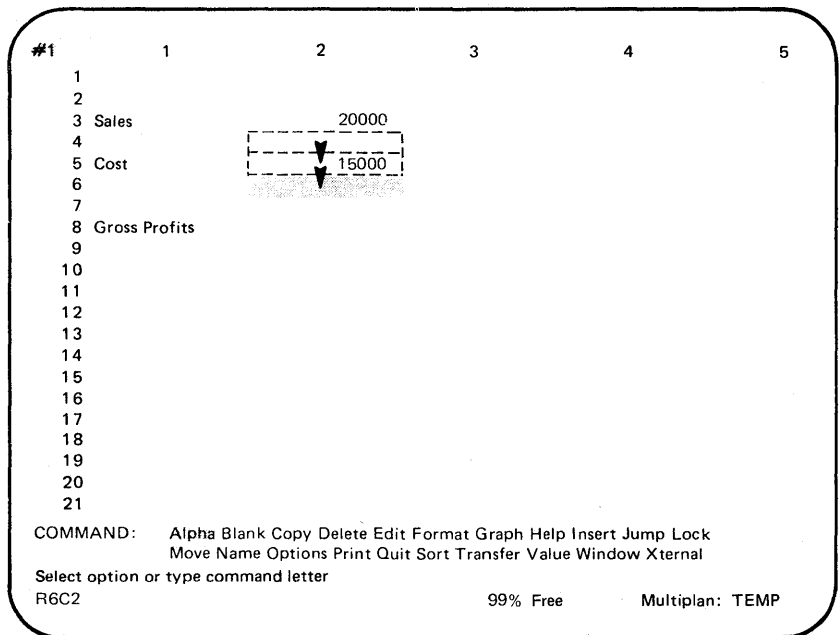 #1 1 2 3 4 5
1
2
3 Sales 20000
4
5 Cost 15000
6
7
8 Gross Profits
9
10
11
12
13
14
15
16
17
18
19
20
21
COMMAND: Alpha Blank Copy Delete Edit Format Graph Help Insert Jump Lock
Move Name Options Print Quit Sort Transfer Value Window Xternal
Select option or type command letter
R6C2 99% Free Multiplan: TEMP